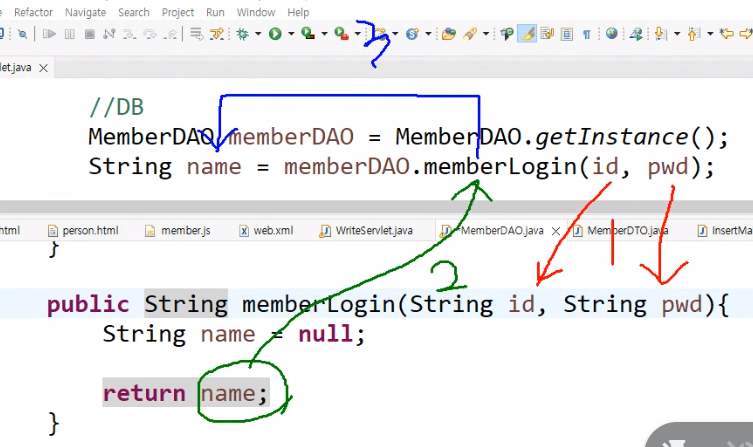 Refactor Navigate Search Project Run Window Help
let.java
3
//DB
MemberDAO memberDAO = MemberDAO.getInstance();
String name = memberDAO.memberLogin(id, pwd);
html person.html member.js web.xml WriteServlet.java MemberDAO.java MemberDTO.java InsertMa
1
}
2
public String memberLogin(String id, String pwd){
String name = null;
return name;
}